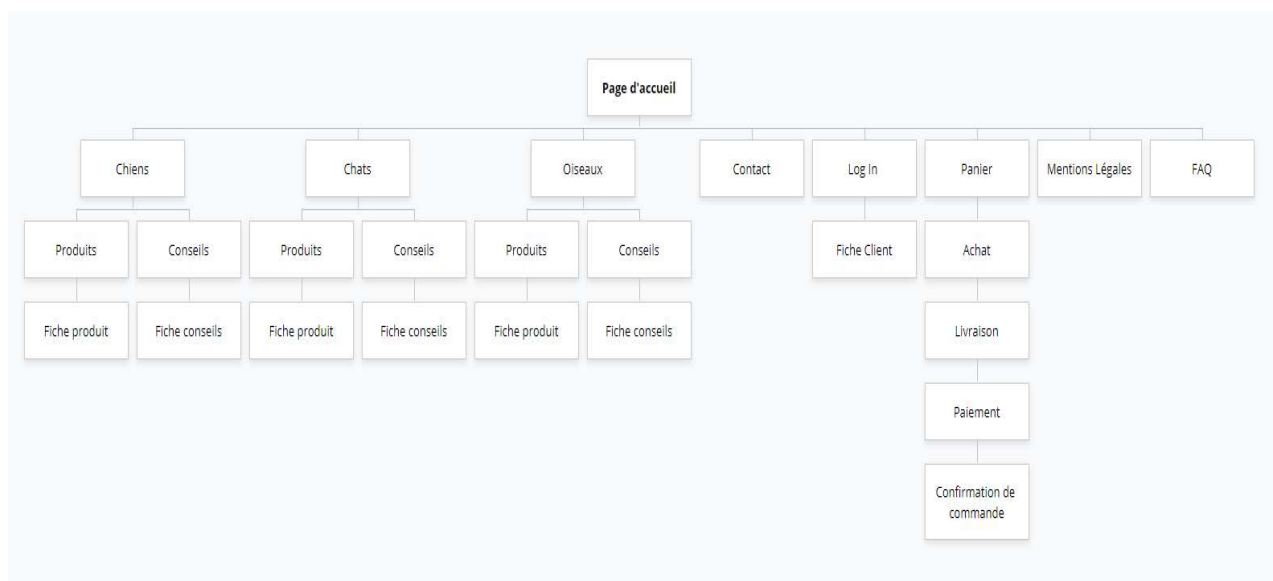 Page d'accueil
Chiens
Chats
Oiseaux
Contact
Log In
Panier
Mentions Légales
FAQ
Produits
Conseils
Produits
Conseils
Produits
Conseils
Fiche Client
Achat
Fiche produit
Fiche conseils
Fiche produit
Fiche conseils
Fiche produit
Fiche conseils
Livraison
Paiement
Confirmation de
commande